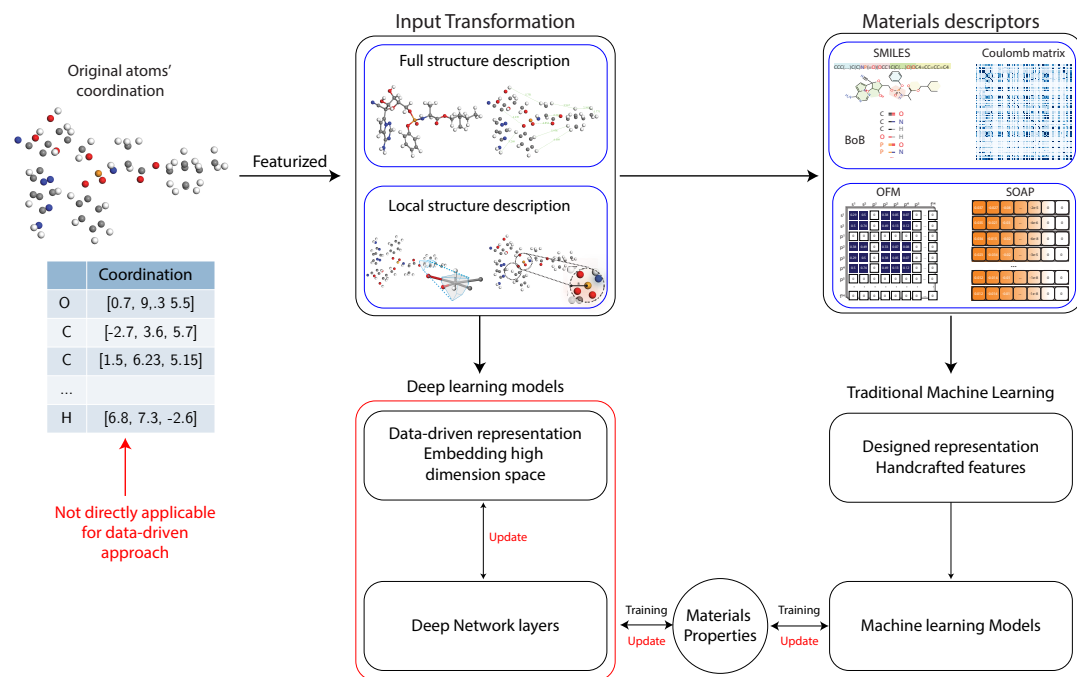 Input Transformation
Materials descriptors
Original atoms'
coordination
Featurized
Full structure description
Local structure description
SMILES
Coulomb matrix
C O
C N
C H
O H
P O
P N
BoB
OFM
SOAP
Coordination
O [0.7, 9,.3 5.5]
C [-2.7, 3.6, 5.7]
C [1.5, 6.23, 5.15]
...
H [6.8, 7.3, -2.6]
Not directly applicable
for data-driven
approach
Deep learning models
Data-driven representation
Embedding high
dimension space
Update
Deep Network layers
Training
Update
Materials
Properties
Training
Update
Traditional Machine Learning
Designed representation
Handcrafted features
Machine learning Models